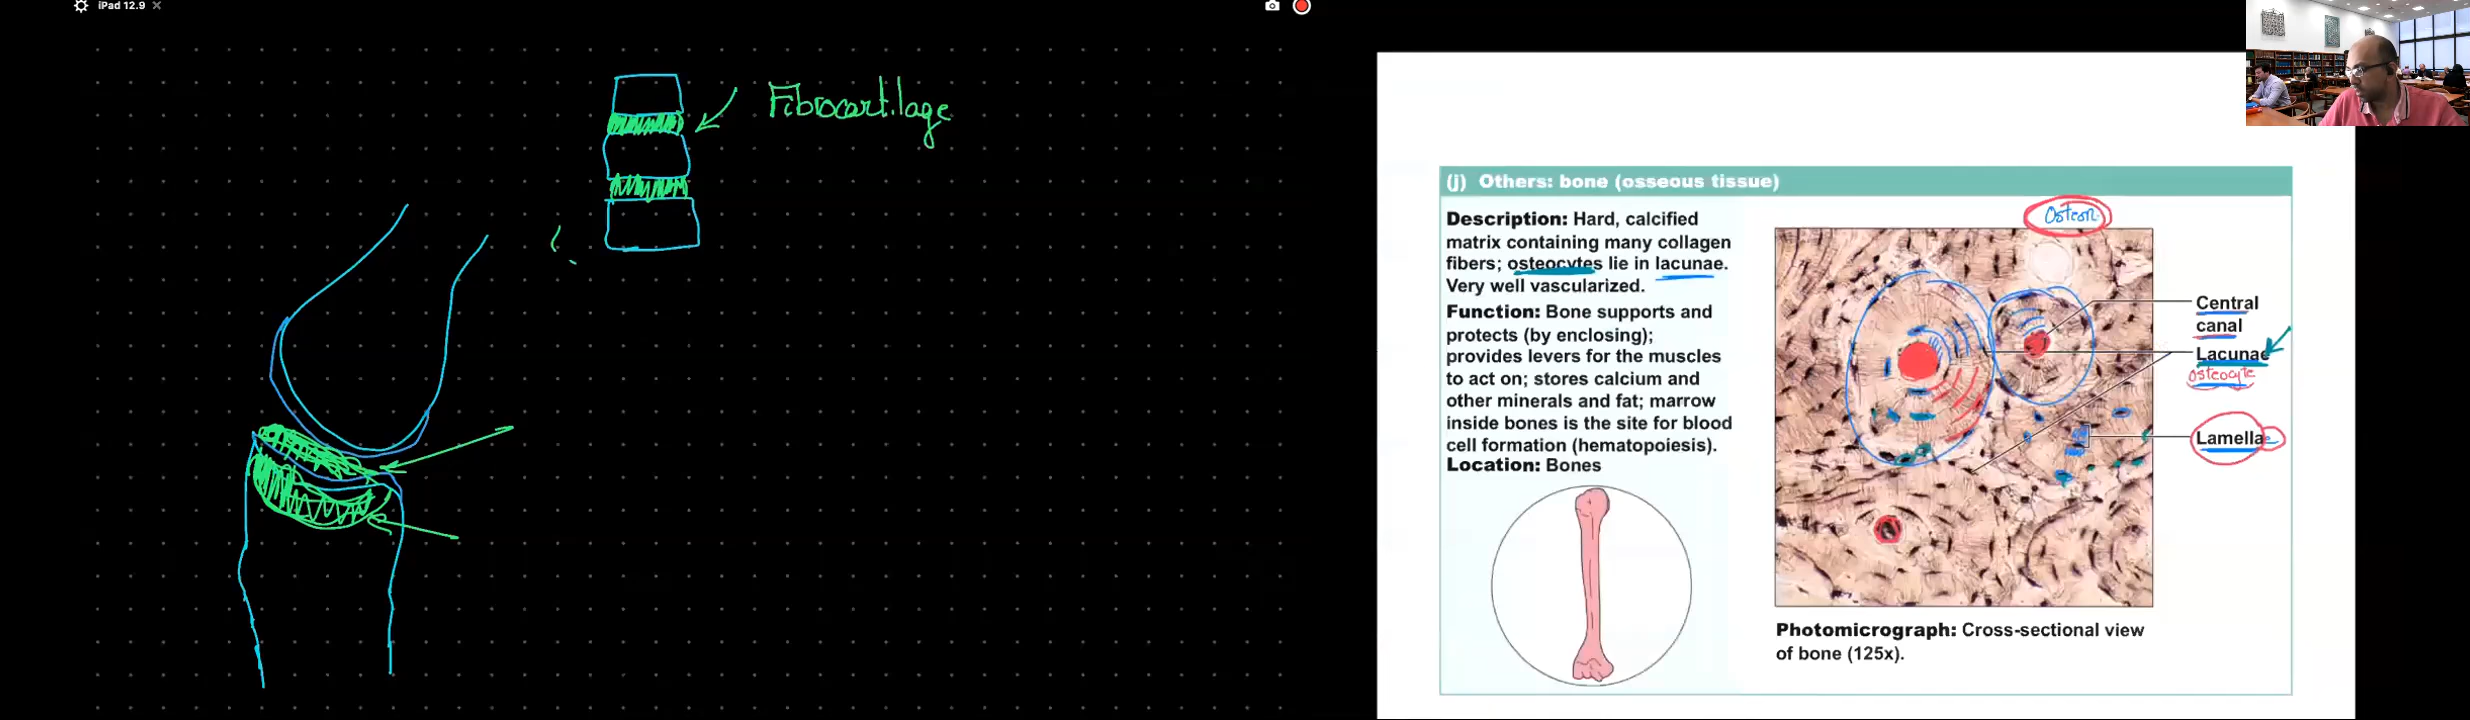 iPad 12.9
Fibrocartilage
(j) Others: bone (osseous tissue)
Description: Hard, calcified
matrix containing many collagen
fibers; osteocytes lie in lacunae.
Very well vascularized.
Function: Bone supports and
protects (by enclosing);
provides levers for the muscles
to act on; stores calcium and
other minerals and fat; marrow
inside bones is the site for blood
cell formation (hematopoiesis).
Location: Bones
Osteon
Central
canal
Lacunae
osteocyte
Lamellae
Photomicrograph: Cross-sectional view
of bone (125x).